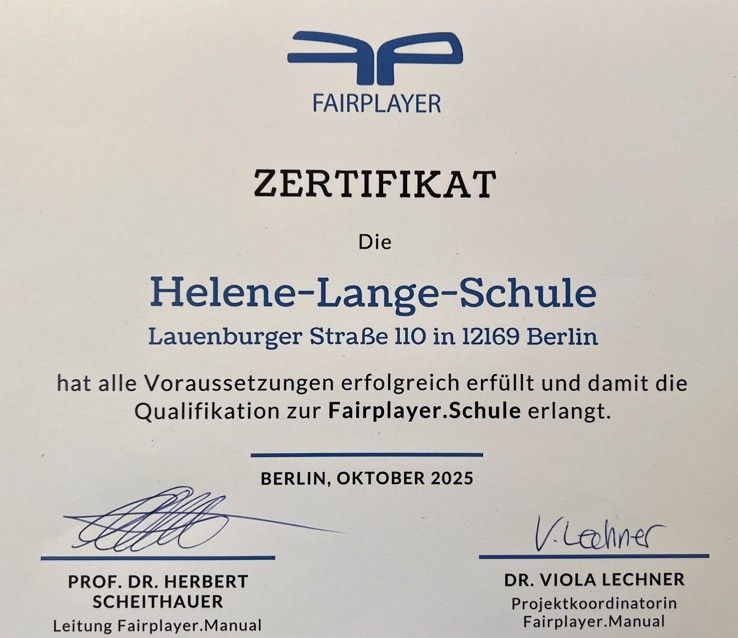 FAIRPLAYER
ZERTIFIKAT
Die
Helene-Lange-Schule
Lauenburger Straße 110 in 12169 Berlin
hat alle Voraussetzungen erfolgreich erfüllt und damit die
Qualifikation zur Fairplayer.Schule erlangt.
BERLIN, OKTOBER 2025
V. Lechner
PROF. DR. HERBERT
SCHEITHAUER
Leitung Fairplayer.Manual
DR. VIOLA LECHNER
Projektkoordinatorin
Fairplayer.Manual